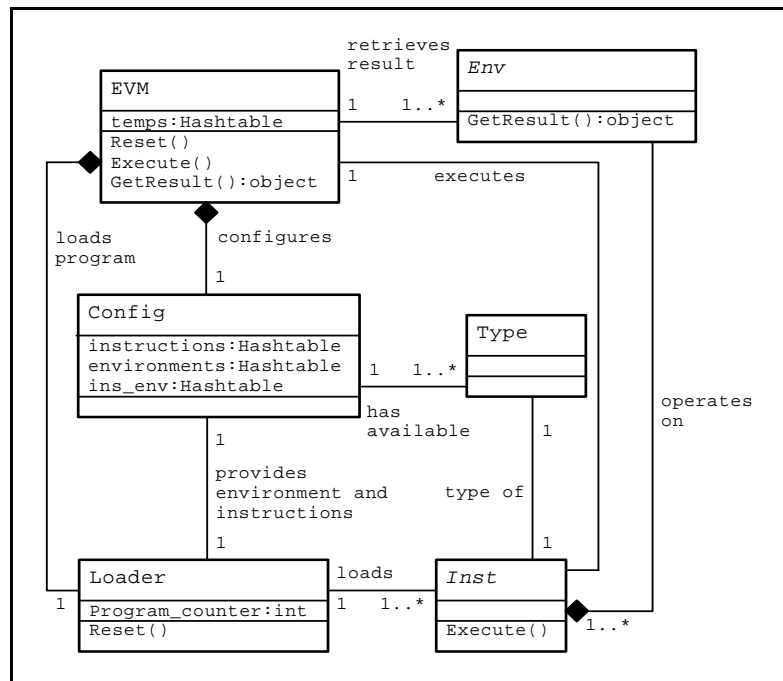 retrieves
result
Env
EVM
1
1..*
temps:Hashtable
GetResult():object
Reset()
Execute()
GetResult():object
1
executes
loads
program
configures
1
Config
Type
instructions:Hashtable
environments:Hashtable
ins_env:Hashtable
1
1..*
has
available
operates
on
1
1
provides
environment and
instructions
type of
1
1
Loader
loads
Inst
1
Program_counter:int
1
1..*
1..*
Reset()
Execute()